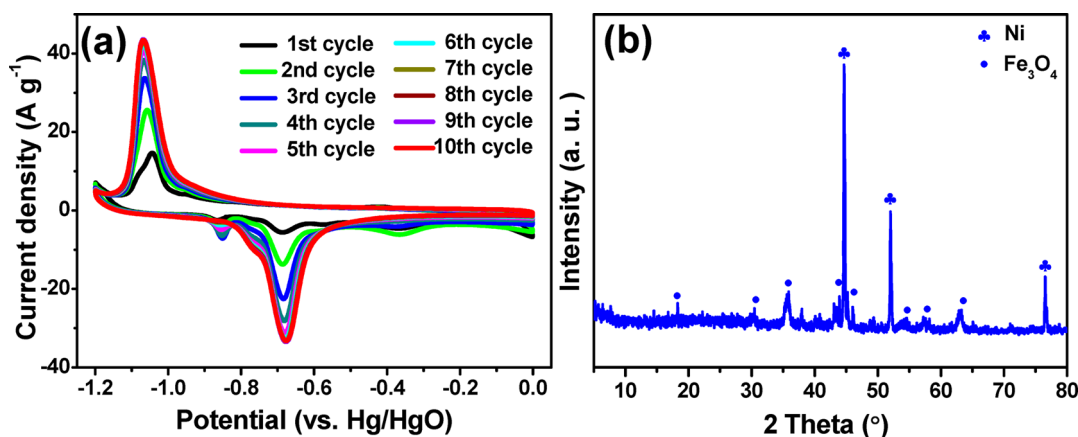 (a)
1st cycle
2nd cycle
3rd cycle
4th cycle
5th cycle
6th cycle
7th cycle
8th cycle
9th cycle
10th cycle
Current density (A g⁻¹)
40
20
0
-20
-40
-1.2 -1.0 -0.8 -0.6 -0.4 -0.2 0.0
Potential (vs. Hg/HgO)
(b)
♣ Ni
• Fe₃O₄
Intensity (a. u.)
10 20 30 40 50 60 70 80
2 Theta (°)